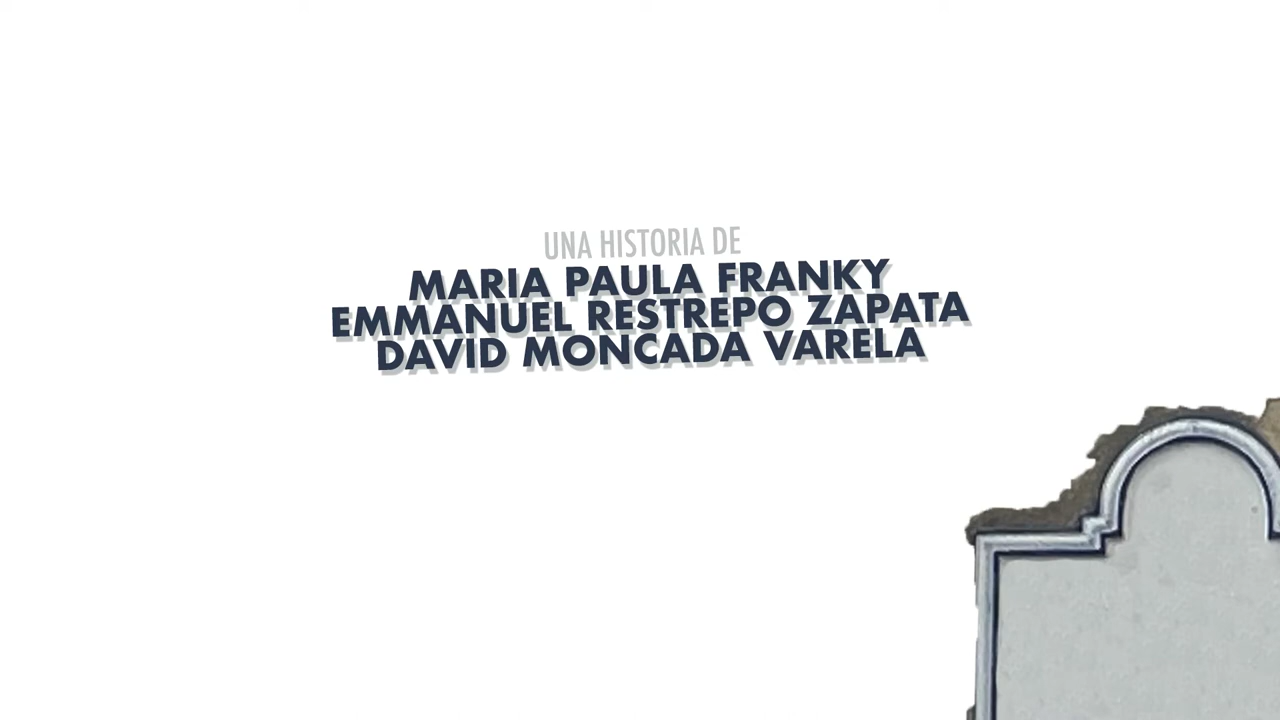 UNA HISTORIA DE
MARIA PAULA FRANKY
EMMANUEL RESTREPO ZAPATA
DAVID MONCADA VARELA